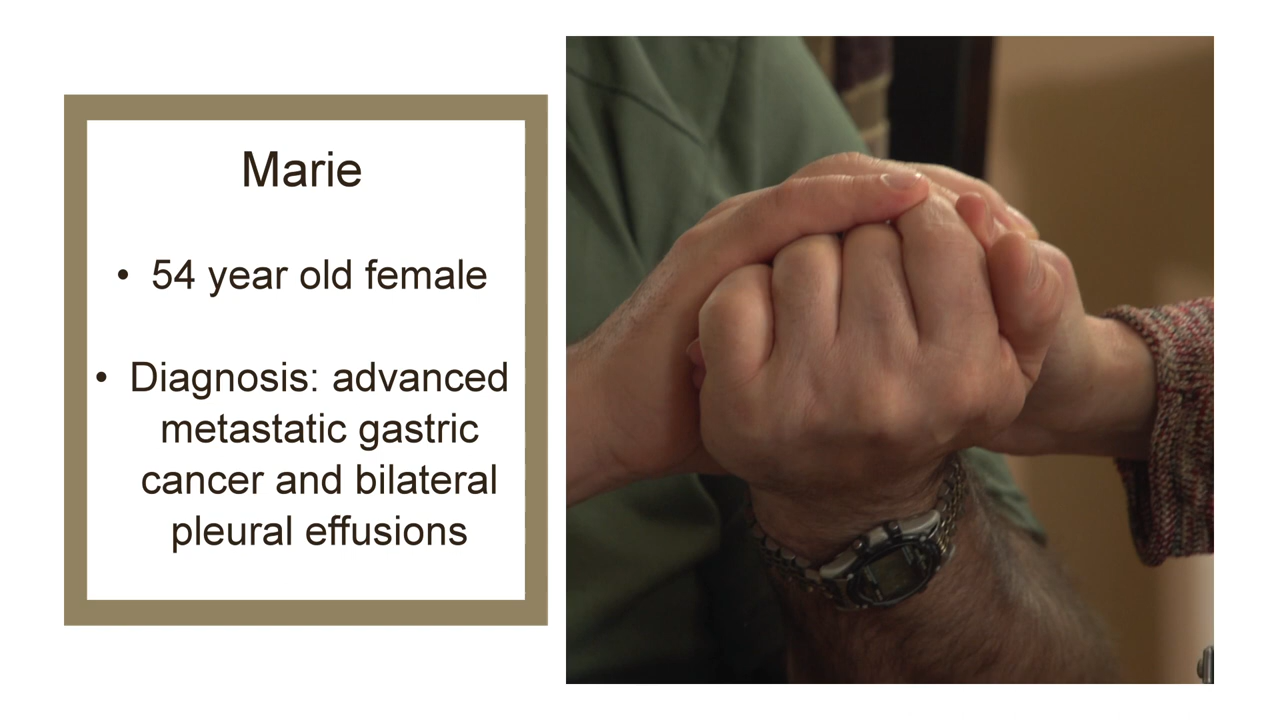 Marie
• 54 year old female
• Diagnosis: advanced
metastatic gastric
cancer and bilateral
pleural effusions